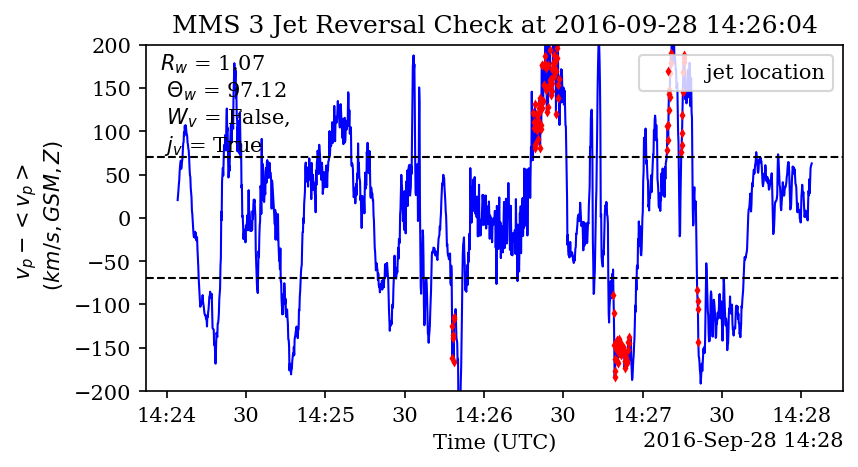 MMS 3 Jet Reversal Check at 2016-09-28 14:26:04
R_w = 1.07
Θ_w = 97.12
W_v = False,
j_v = True
jet location
v_p − <v_p>
(km/s, GSM, Z)
200
150
100
50
0
−50
−100
−150
−200
14:24 30 14:25 30 14:26 30 14:27 30 14:28
Time (UTC)
2016-Sep-28 14:28